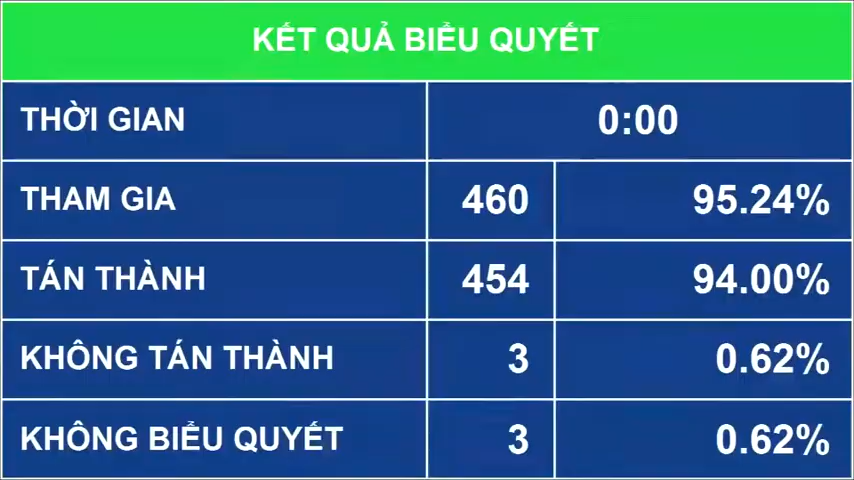 KẾT QUẢ BIỂU QUYẾT
THỜI GIAN 0:00
THAM GIA 460 95.24%
TÁN THÀNH 454 94.00%
KHÔNG TÁN THÀNH 3 0.62%
KHÔNG BIỂU QUYẾT 3 0.62%